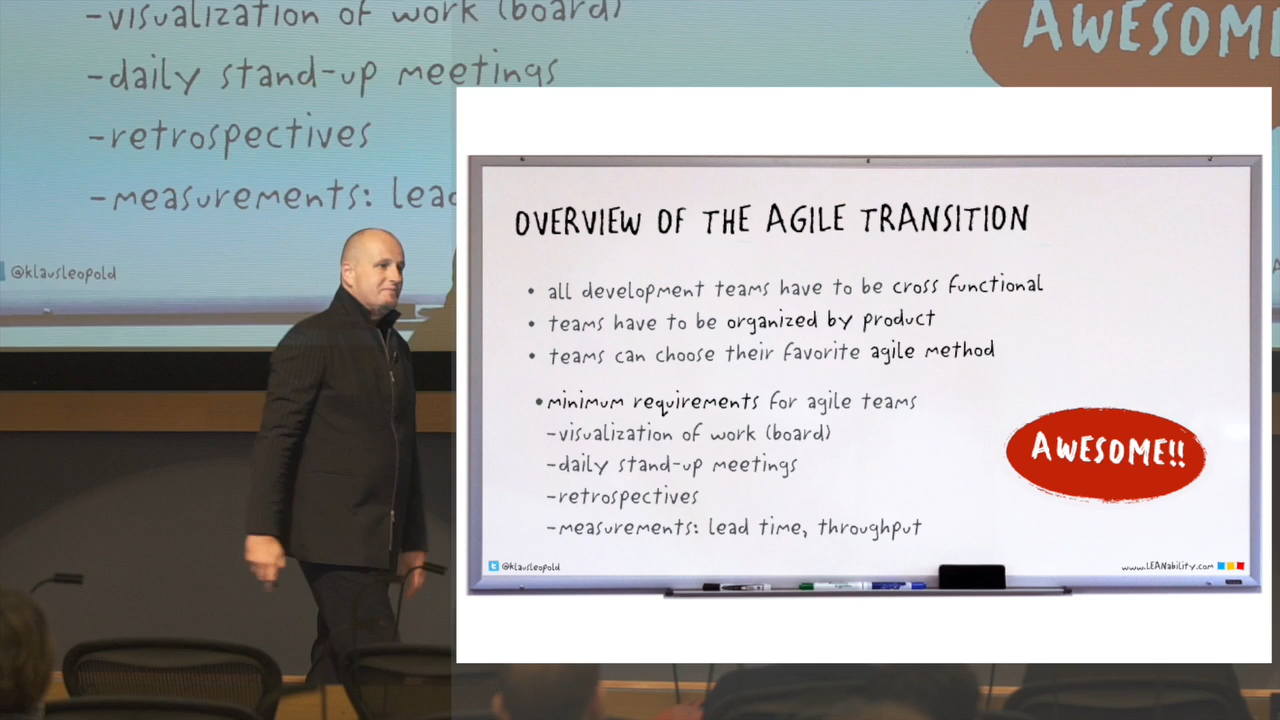 -visualization of work (board)
-daily stand-up meetings
-retrospectives
-measurements: lead
@klausleopold
AWESOME
OVERVIEW OF THE AGILE TRANSITION
• all development teams have to be cross functional
• teams have to be organized by product
• teams can choose their favorite agile method
• minimum requirements for agile teams
-visualization of work (board)
-daily stand-up meetings
-retrospectives
-measurements: lead time, throughput
AWESOME!!
@klausleopold
www.LEANability.com